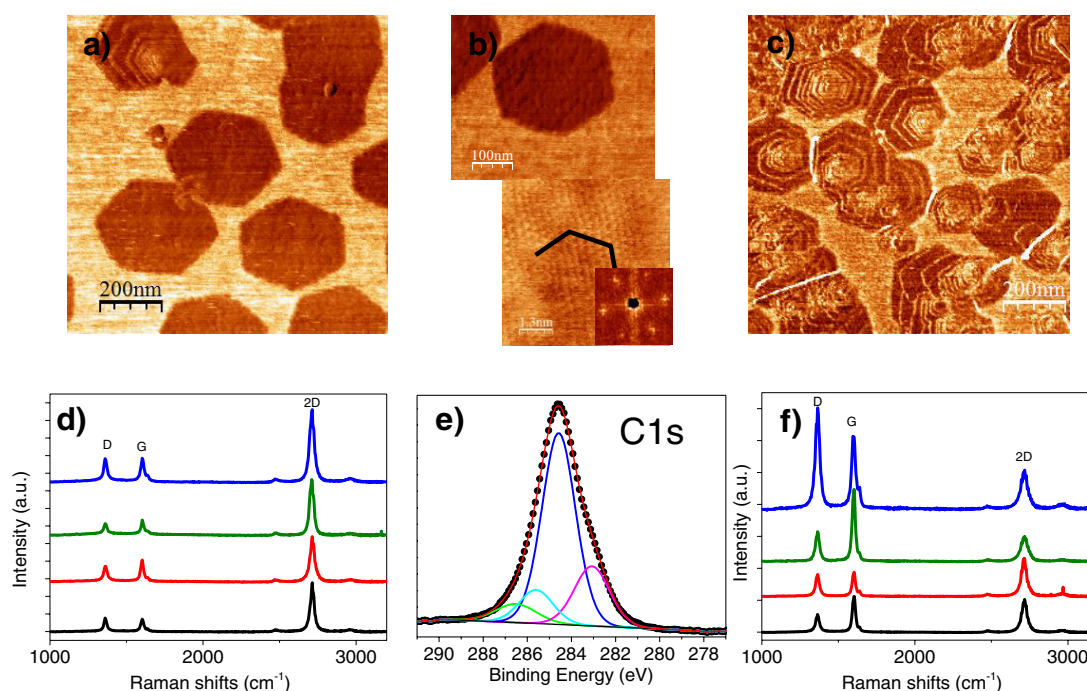 a)
200nm
b)
100nm
1.3nm
c)
200nm
d)
D
G
2D
Intensity (a.u.)
1000 2000 3000
Raman shifts (cm-1)
e)
C1s
290 288 286 284 282 280 278
Binding Energy (eV)
f)
D
G
2D
Intensity (a.u.)
1000 2000 3000
Raman shifts (cm-1)